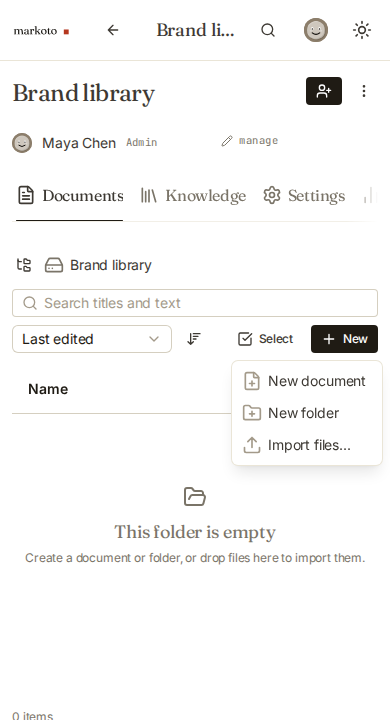 markoto
Brand li...
Brand library
Maya Chen Admin manage
Documents Knowledge Settings
Brand library
Search titles and text
Last edited Select New
New document
Name
New folder
Import files...
This folder is empty
Create a document or folder, or drop files here to import them.
0 items